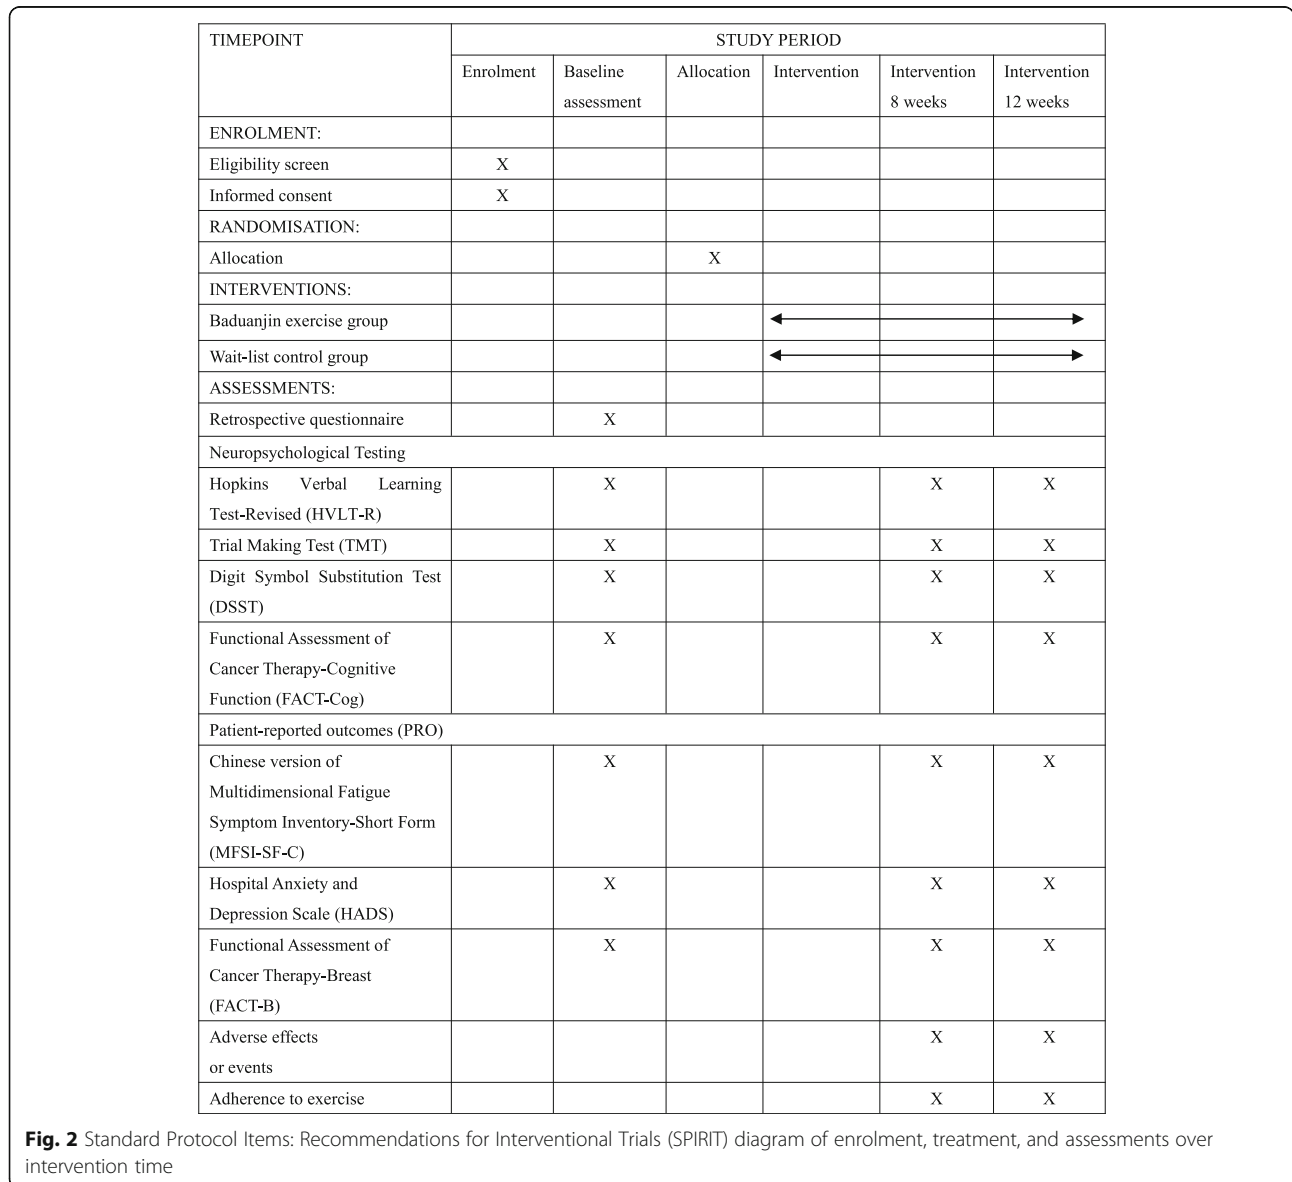 TIMEPOINT STUDY PERIOD
Enrolment Baseline Allocation Intervention Intervention Intervention
assessment 8 weeks 12 weeks
ENROLMENT:
Eligibility screen X
Informed consent X
RANDOMISATION:
Allocation X
INTERVENTIONS:
Baduanjin exercise group
Wait-list control group
ASSESSMENTS:
Retrospective questionnaire X
Neuropsychological Testing
Hopkins Verbal Learning X X X
Test-Revised (HVLT-R)
Trial Making Test (TMT) X X X
Digit Symbol Substitution Test X X X
(DSST)
Functional Assessment of X X X
Cancer Therapy-Cognitive
Function (FACT-Cog)
Patient-reported outcomes (PRO)
Chinese version of X X X
Multidimensional Fatigue
Symptom Inventory-Short Form
(MFSI-SF-C)
Hospital Anxiety and X X X
Depression Scale (HADS)
Functional Assessment of X X X
Cancer Therapy-Breast
(FACT-B)
Adverse effects X X
or events
Adherence to exercise X X
Fig. 2 Standard Protocol Items: Recommendations for Interventional Trials (SPIRIT) diagram of enrolment, treatment, and assessments over
intervention time